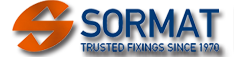 SORMAT
TRUSTED FIXINGS SINCE 1970